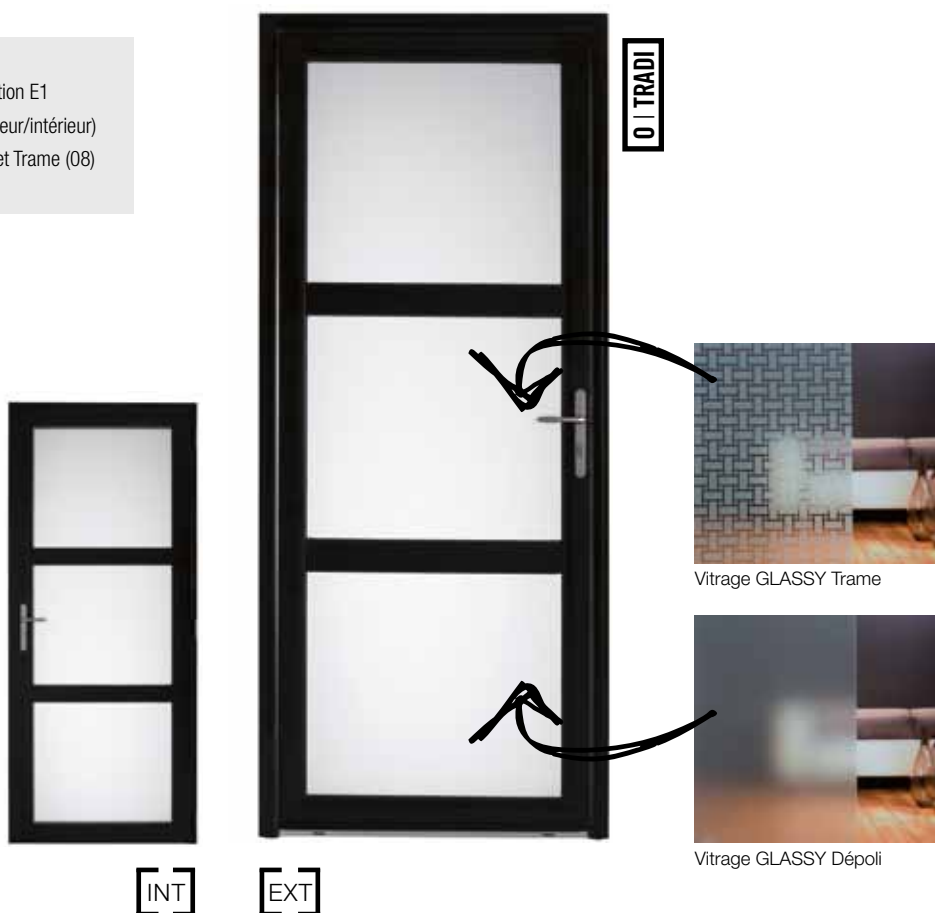 tion E1
eur/intérieur)
et Trame (08)
O | TRADI
Vitrage GLASSY Trame
Vitrage GLASSY Dépoli
INT
EXT